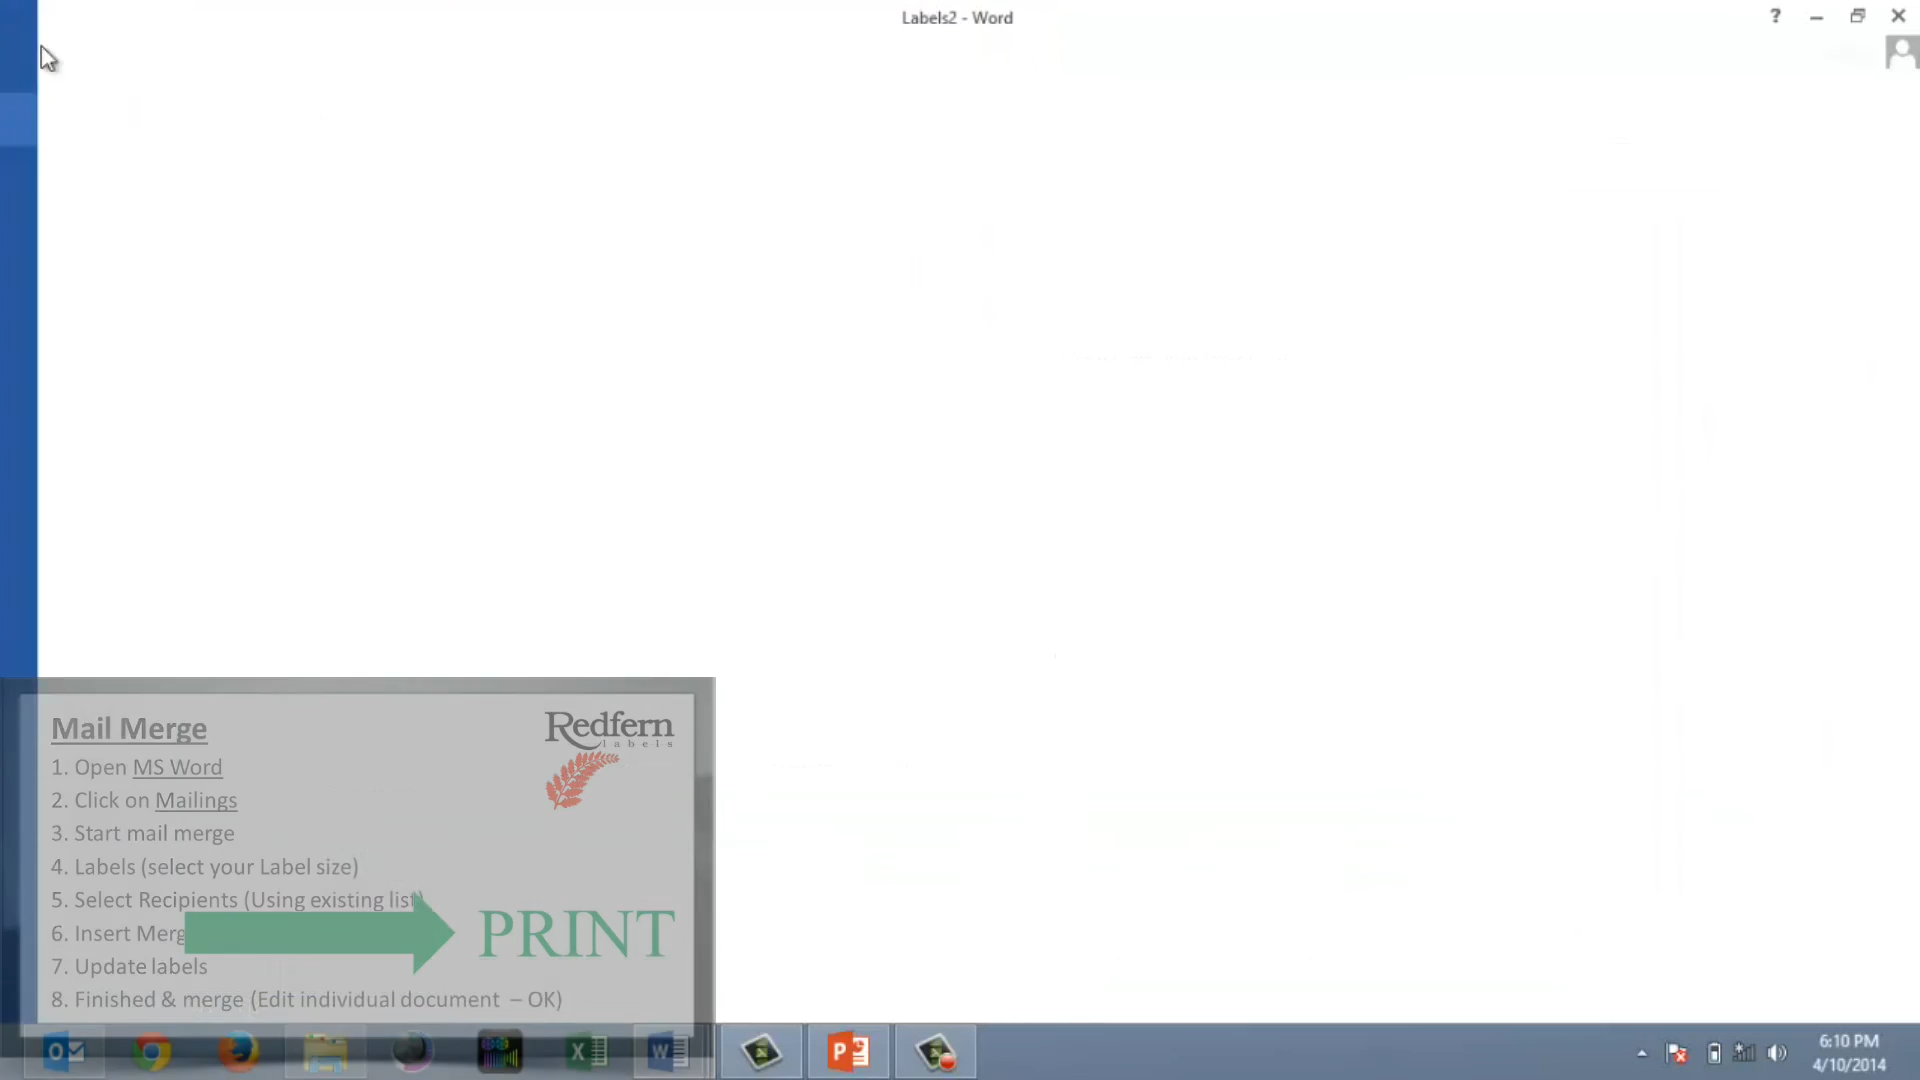 Labels2 - Word
?
Mail Merge
Redfern
labels
1. Open MS Word
2. Click on Mailings
3. Start mail merge
4. Labels (select your Label size)
5. Select Recipients (Using existing list)
6. Insert Merg
PRINT
7. Update labels
8. Finished & merge (Edit individual document – OK)
6:10 PM
4/10/2014